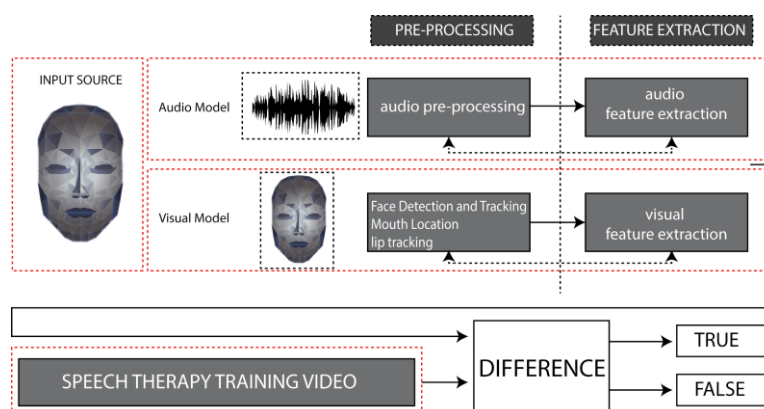 PRE-PROCESSING
FEATURE EXTRACTION
INPUT SOURCE
Audio Model
audio pre-processing
audio
feature extraction
Visual Model
Face Detection and Tracking
Mouth Location
lip tracking
visual
feature extraction
SPEECH THERAPY TRAINING VIDEO
DIFFERENCE
TRUE
FALSE